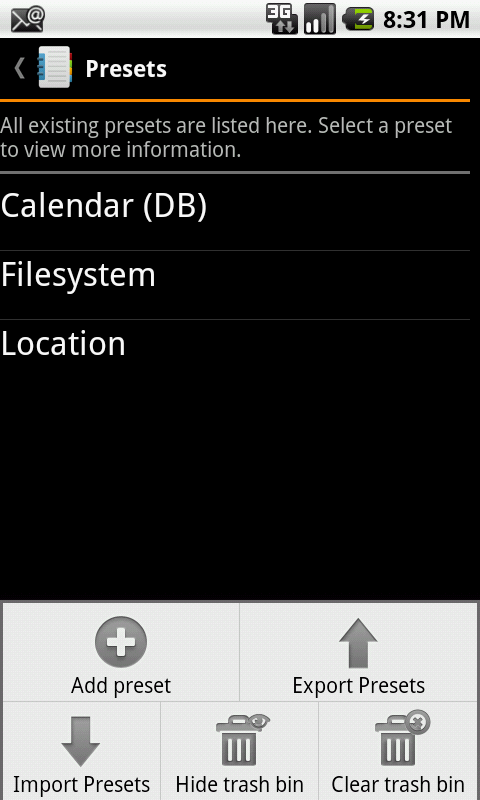 3G 8:31 PM
Presets
All existing presets are listed here. Select a preset
to view more information.
Calendar (DB)
Filesystem
Location
Add preset
Export Presets
Import Presets
Hide trash bin
Clear trash bin